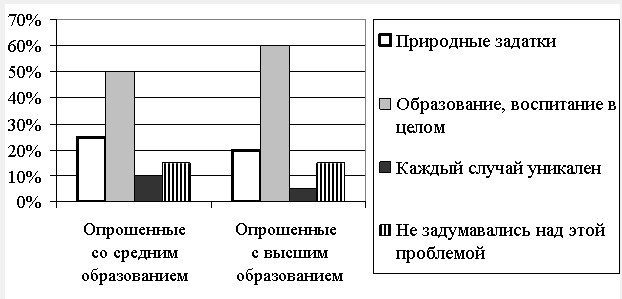 70%
60%
50%
40%
30%
20%
10%
0%
Опрошенные
со средним
образованием
Опрошенные
с высшим
образованием
Природные задатки
Образование, воспитание в
целом
Каждый случай уникален
Не задумывались над этой
проблемой